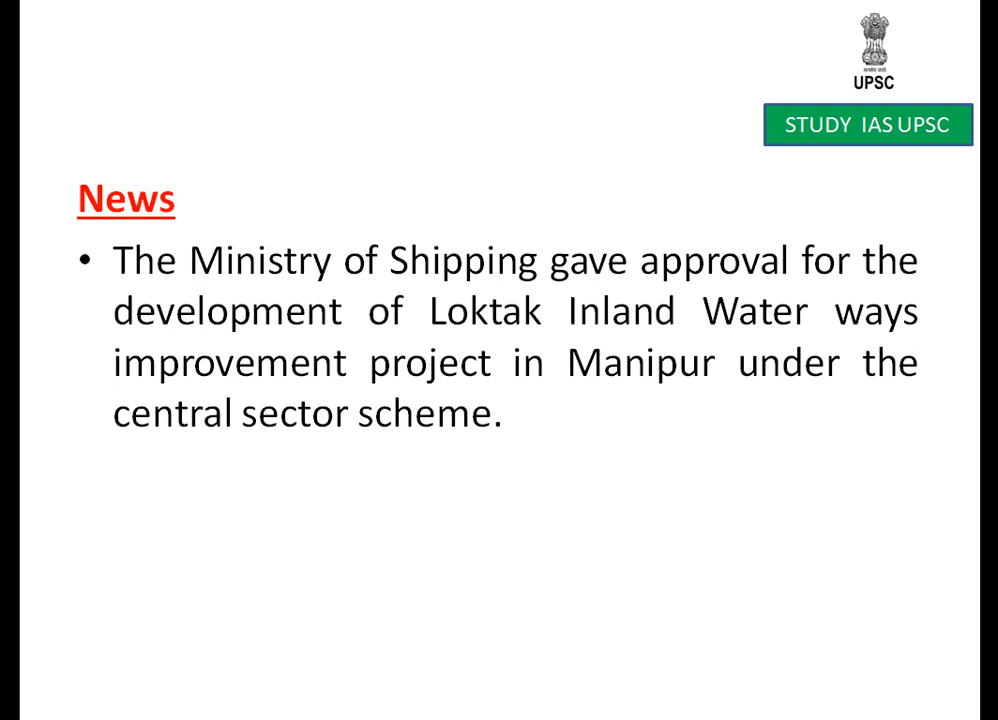 UPSC
STUDY IAS UPSC
News
• The Ministry of Shipping gave approval for the
development of Loktak Inland Water ways
improvement project in Manipur under the
central sector scheme.